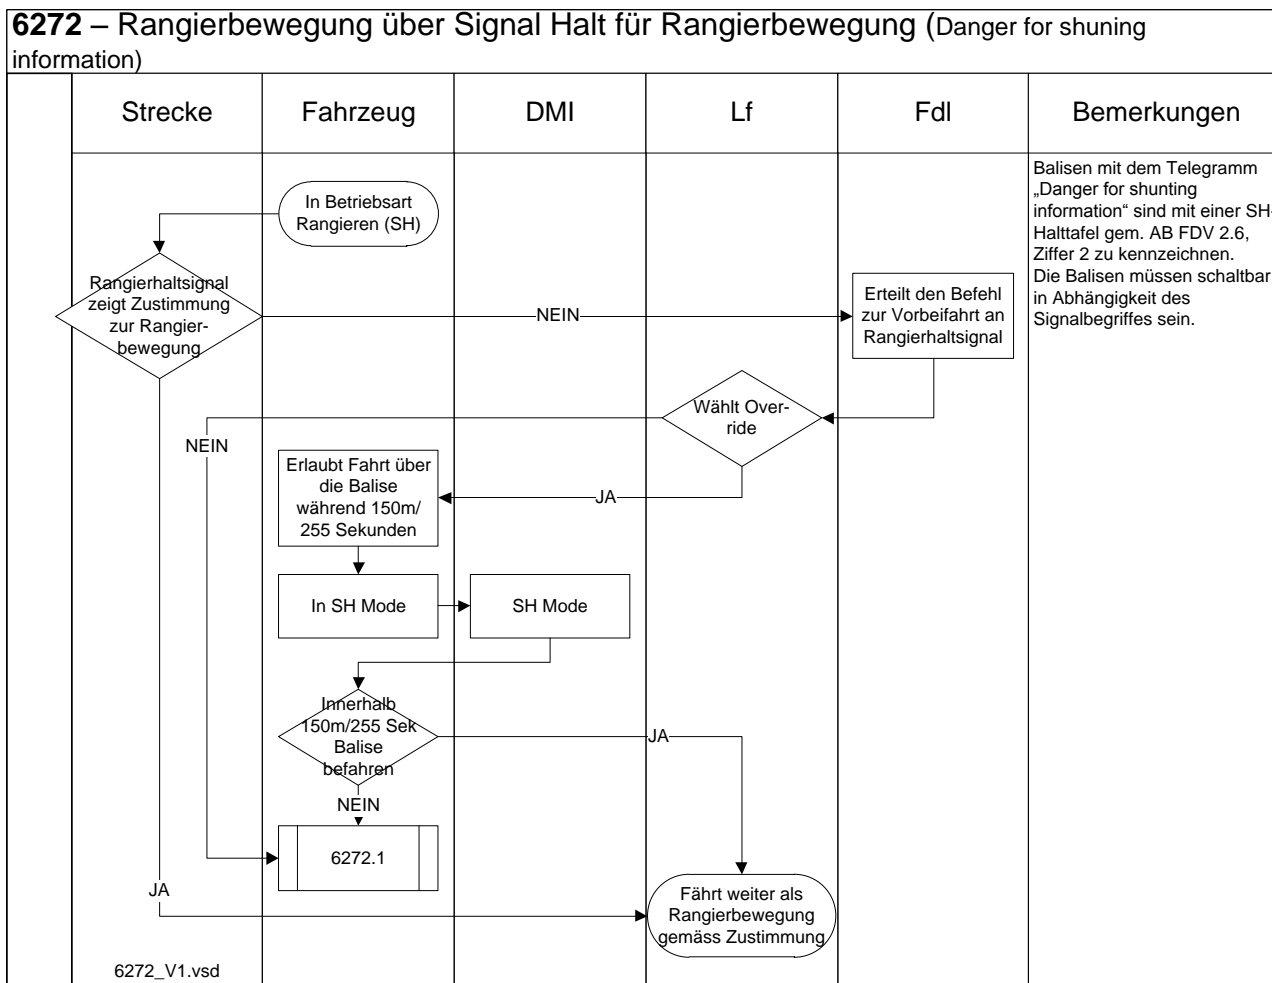 6272 – Rangierbewegung über Signal Halt für Rangierbewegung (Danger for shuning
information)
Strecke
Fahrzeug
DMI
Lf
Fdl
Bemerkungen
In Betriebsart
Rangieren (SH)
Balisen mit dem Telegramm
„Danger for shunting
information“ sind mit einer SH-
Halttafel gem. AB FDV 2.6,
Ziffer 2 zu kennzeichnen.
Die Balisen müssen schaltbar
in Abhängigkeit des
Signalbegriffes sein.
Rangierhaltsignal
zeigt Zustimmung
zur Rangier-
bewegung
NEIN
Erteilt den Befehl
zur Vorbeifahrt an
Rangierhaltsignal
Wählt Over-
ride
NEIN
JA
Erlaubt Fahrt über
die Balise
während 150m/
255 Sekunden
In SH Mode
SH Mode
Innerhalb
150m/255 Sek
Balise
befahren
JA
NEIN
6272.1
JA
Fährt weiter als
Rangierbewegung
gemäss Zustimmung
6272_V1.vsd